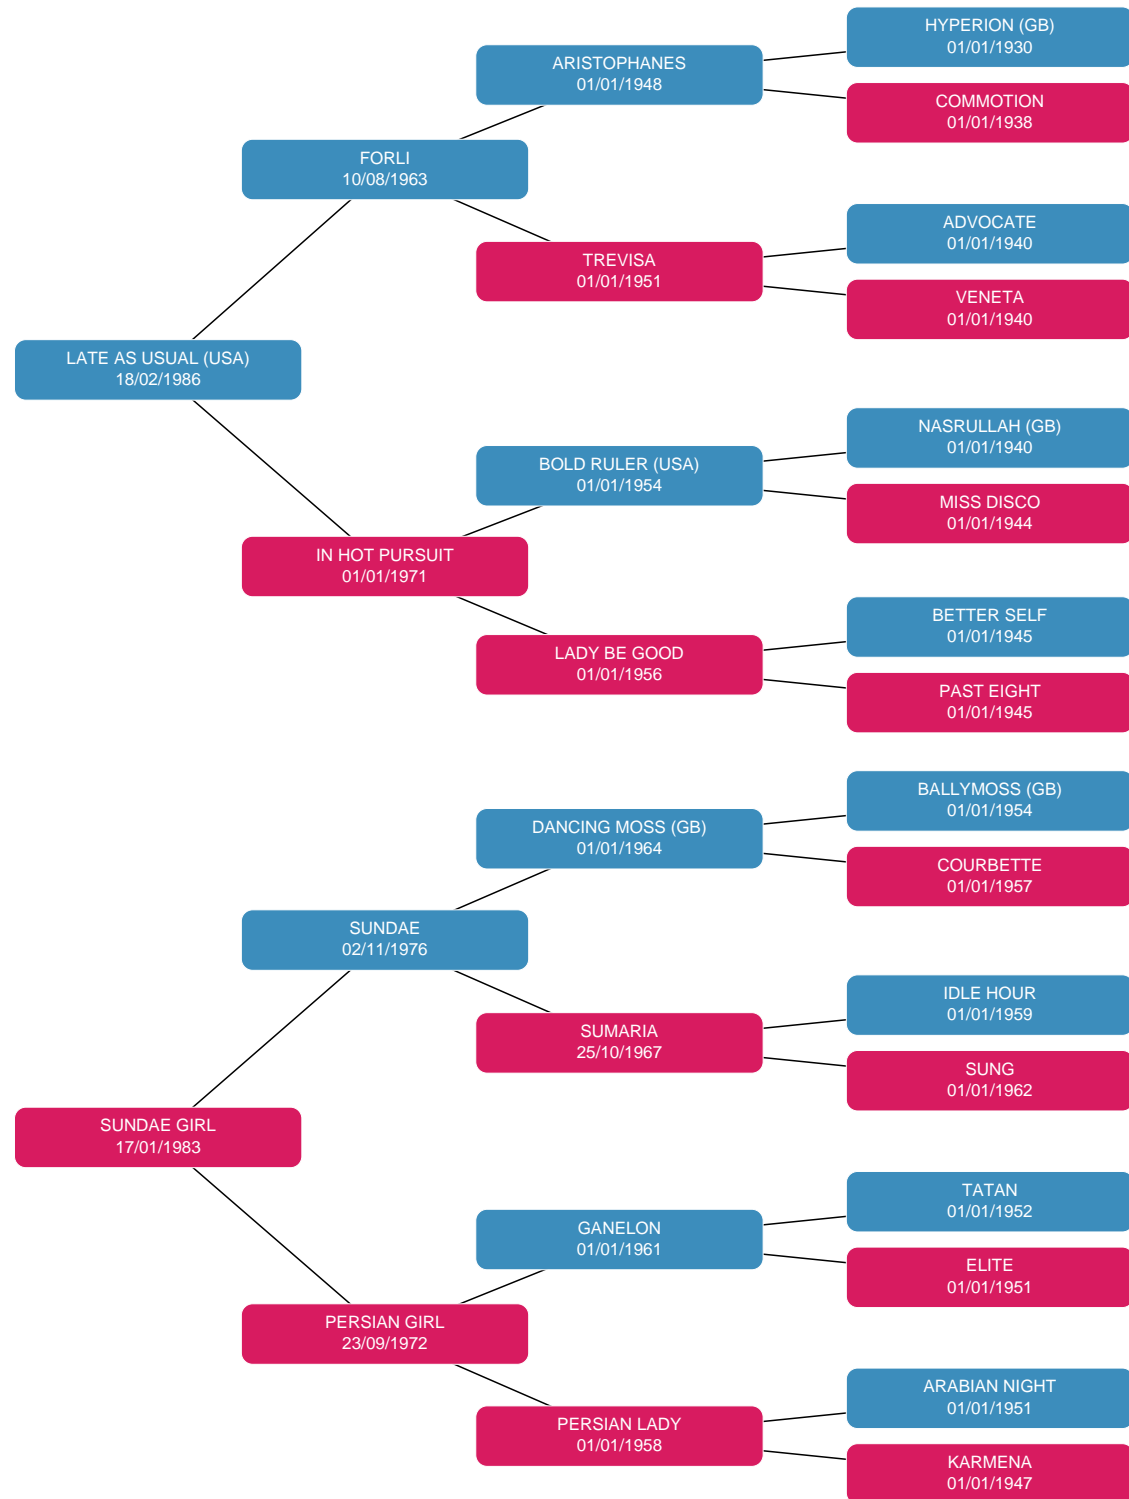 HYPERION (GB)
01/01/1930
ARISTOPHANES
01/01/1948
COMMOTION
01/01/1938
FORLI
10/08/1963
ADVOCATE
01/01/1940
TREVISA
01/01/1951
VENETA
01/01/1940
LATE AS USUAL (USA)
18/02/1986
NASRULLAH (GB)
01/01/1940
BOLD RULER (USA)
01/01/1954
MISS DISCO
01/01/1944
IN HOT PURSUIT
01/01/1971
BETTER SELF
01/01/1945
LADY BE GOOD
01/01/1956
PAST EIGHT
01/01/1945
BALLYMOSS (GB)
01/01/1954
DANCING MOSS (GB)
01/01/1964
COURBETTE
01/01/1957
SUNDAE
02/11/1976
IDLE HOUR
01/01/1959
SUMARIA
25/10/1967
SUNG
01/01/1962
SUNDAE GIRL
17/01/1983
TATAN
01/01/1952
GANELON
01/01/1961
ELITE
01/01/1951
PERSIAN GIRL
23/09/1972
ARABIAN NIGHT
01/01/1951
PERSIAN LADY
01/01/1958
KARMENA
01/01/1947